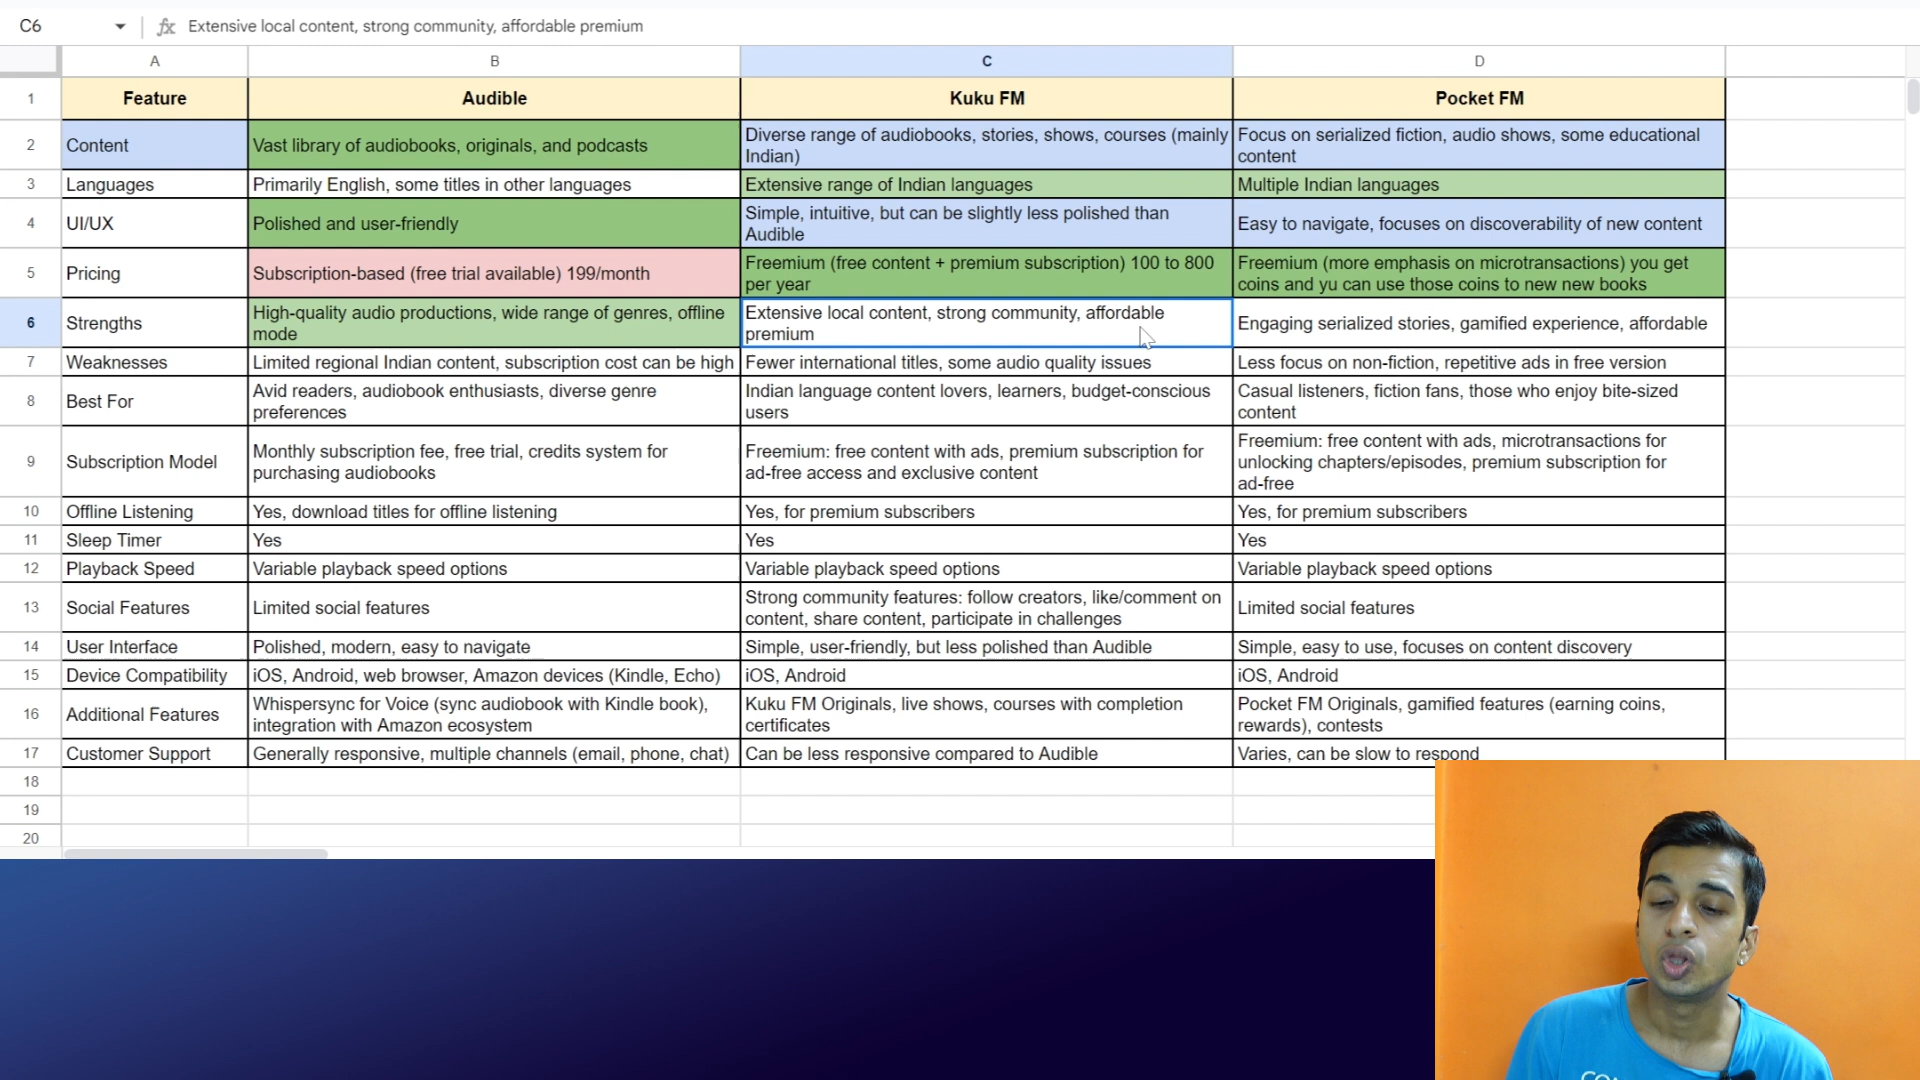 C6
fx Extensive local content, strong community, affordable premium
A B C D
1 Feature Audible Kuku FM Pocket FM
2 Content Vast library of audiobooks, originals, and podcasts
Diverse range of audiobooks, stories, shows, courses (mainly
Indian)
Focus on serialized fiction, audio shows, some educational
content
3 Languages Primarily English, some titles in other languages Extensive range of Indian languages Multiple Indian languages
4 UI/UX Polished and user-friendly
Simple, intuitive, but can be slightly less polished than
Audible
Easy to navigate, focuses on discoverability of new content
5 Pricing Subscription-based (free trial available) 199/month
Freemium (free content + premium subscription) 100 to 800
per year
Freemium (more emphasis on microtransactions) you get
coins and yu can use those coins to new new books
6 Strengths
High-quality audio productions, wide range of genres, offline
mode
Extensive local content, strong community, affordable
premium
Engaging serialized stories, gamified experience, affordable
7 Weaknesses Limited regional Indian content, subscription cost can be high Fewer international titles, some audio quality issues Less focus on non-fiction, repetitive ads in free version
8 Best For
Avid readers, audiobook enthusiasts, diverse genre
preferences
Indian language content lovers, learners, budget-conscious
users
Casual listeners, fiction fans, those who enjoy bite-sized
content
9 Subscription Model
Monthly subscription fee, free trial, credits system for
purchasing audiobooks
Freemium: free content with ads, premium subscription for
ad-free access and exclusive content
Freemium: free content with ads, microtransactions for
unlocking chapters/episodes, premium subscription for
ad-free
10 Offline Listening Yes, download titles for offline listening Yes, for premium subscribers Yes, for premium subscribers
11 Sleep Timer Yes Yes Yes
12 Playback Speed Variable playback speed options Variable playback speed options Variable playback speed options
13 Social Features Limited social features
Strong community features: follow creators, like/comment on
content, share content, participate in challenges
Limited social features
14 User Interface Polished, modern, easy to navigate Simple, user-friendly, but less polished than Audible Simple, easy to use, focuses on content discovery
15 Device Compatibility iOS, Android, web browser, Amazon devices (Kindle, Echo) iOS, Android iOS, Android
16 Additional Features
Whispersync for Voice (sync audiobook with Kindle book),
integration with Amazon ecosystem
Kuku FM Originals, live shows, courses with completion
certificates
Pocket FM Originals, gamified features (earning coins,
rewards), contests
17 Customer Support Generally responsive, multiple channels (email, phone, chat) Can be less responsive compared to Audible Varies, can be slow to respond
18
19
20